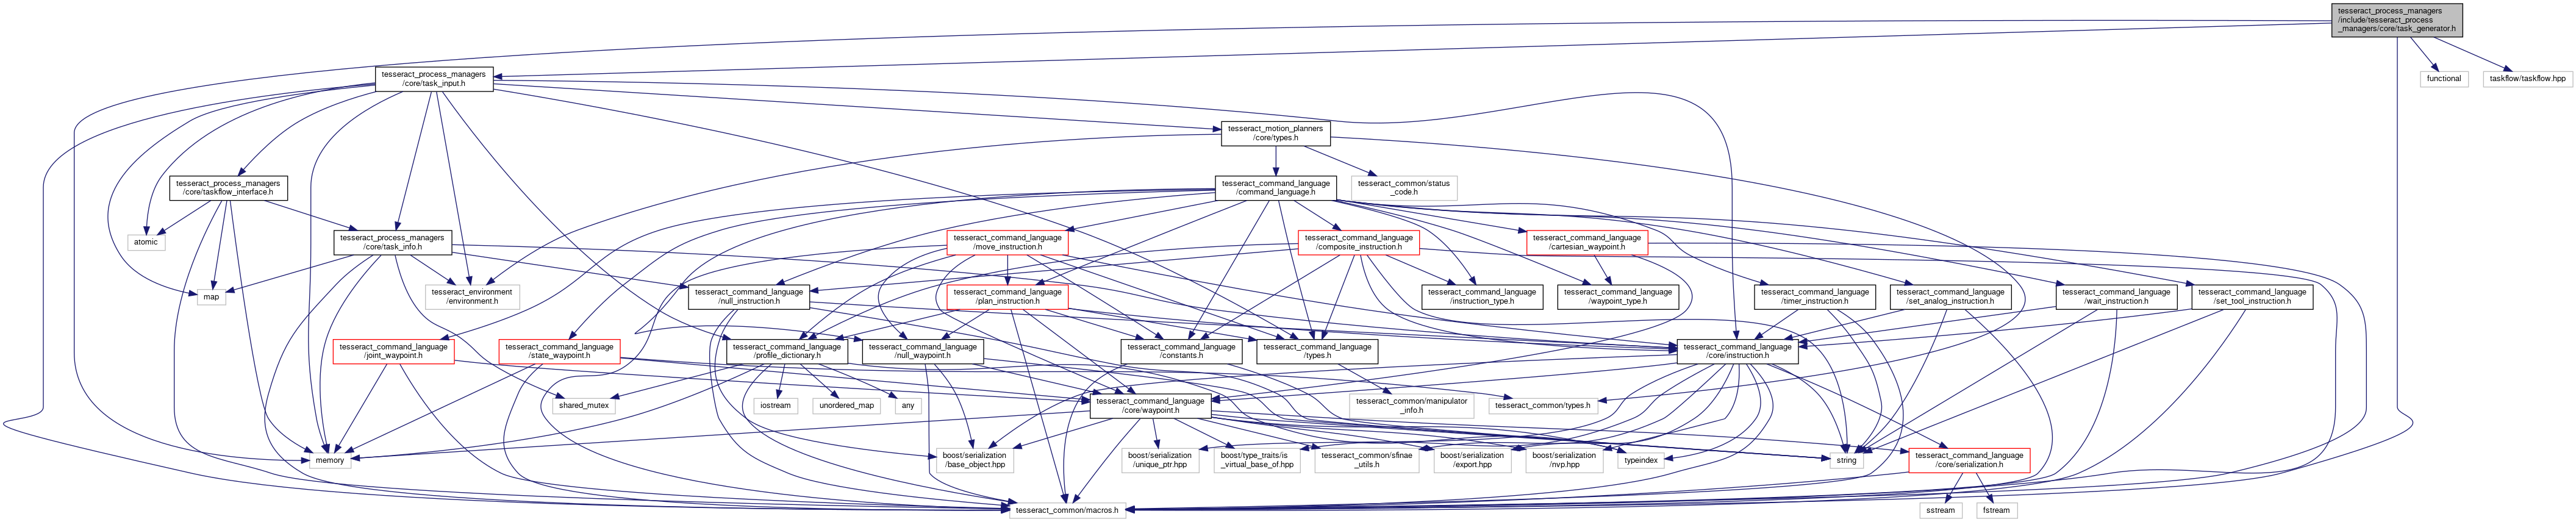 tesseract_process_managers
/include/tesseract_process
_managers/core/task_generator.h
tesseract_process_managers
/core/task_input.h
functional
taskflow/taskflow.hpp
tesseract_motion_planners
/core/types.h
tesseract_process_managers
/core/taskflow_interface.h
tesseract_command_language
/command_language.h
tesseract_common/status
_code.h
atomic
tesseract_process_managers
/core/task_info.h
tesseract_command_language
/move_instruction.h
tesseract_command_language
/composite_instruction.h
tesseract_command_language
/cartesian_waypoint.h
map
tesseract_environment
/environment.h
tesseract_command_language
/null_instruction.h
tesseract_command_language
/plan_instruction.h
tesseract_command_language
/instruction_type.h
tesseract_command_language
/waypoint_type.h
tesseract_command_language
/timer_instruction.h
tesseract_command_language
/set_analog_instruction.h
tesseract_command_language
/wait_instruction.h
tesseract_command_language
/set_tool_instruction.h
tesseract_command_language
/joint_waypoint.h
tesseract_command_language
/state_waypoint.h
tesseract_command_language
/profile_dictionary.h
tesseract_command_language
/null_waypoint.h
tesseract_command_language
/constants.h
tesseract_command_language
/types.h
tesseract_command_language
/core/instruction.h
shared_mutex
iostream
unordered_map
any
tesseract_command_language
/core/waypoint.h
tesseract_common/manipulator
_info.h
tesseract_common/types.h
memory
boost/serialization
/base_object.hpp
boost/serialization
/unique_ptr.hpp
boost/type_traits/is
_virtual_base_of.hpp
tesseract_common/sfinae
_utils.h
boost/serialization
/export.hpp
boost/serialization
/nvp.hpp
typeindex
string
tesseract_command_language
/core/serialization.h
tesseract_common/macros.h
sstream
fstream